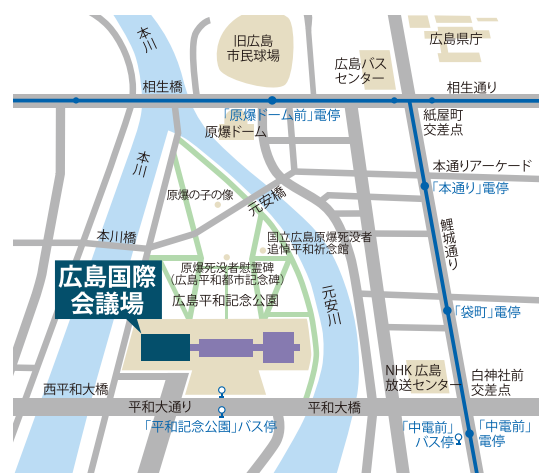 本川
旧広島
市民球場
広島県庁
広島バス
センター
相生橋
相生通り
「原爆ドーム前」電停
原爆ドーム
紙屋町
交差点
本川
本通りアーケード
「本通り」電停
原爆の子の像
元安橋
本川橋
国立広島原爆死没者
追悼平和祈念館
鯉城通り
広島国際
会議場
原爆死没者慰霊碑
(広島平和都市記念碑)
広島平和記念公園
元安川
「袋町」電停
NHK 広島
放送センター
白神社前
交差点
西平和大橋
平和大通り
平和大橋
「平和記念公園」バス停
「中電前」
バス停
「中電前」
電停